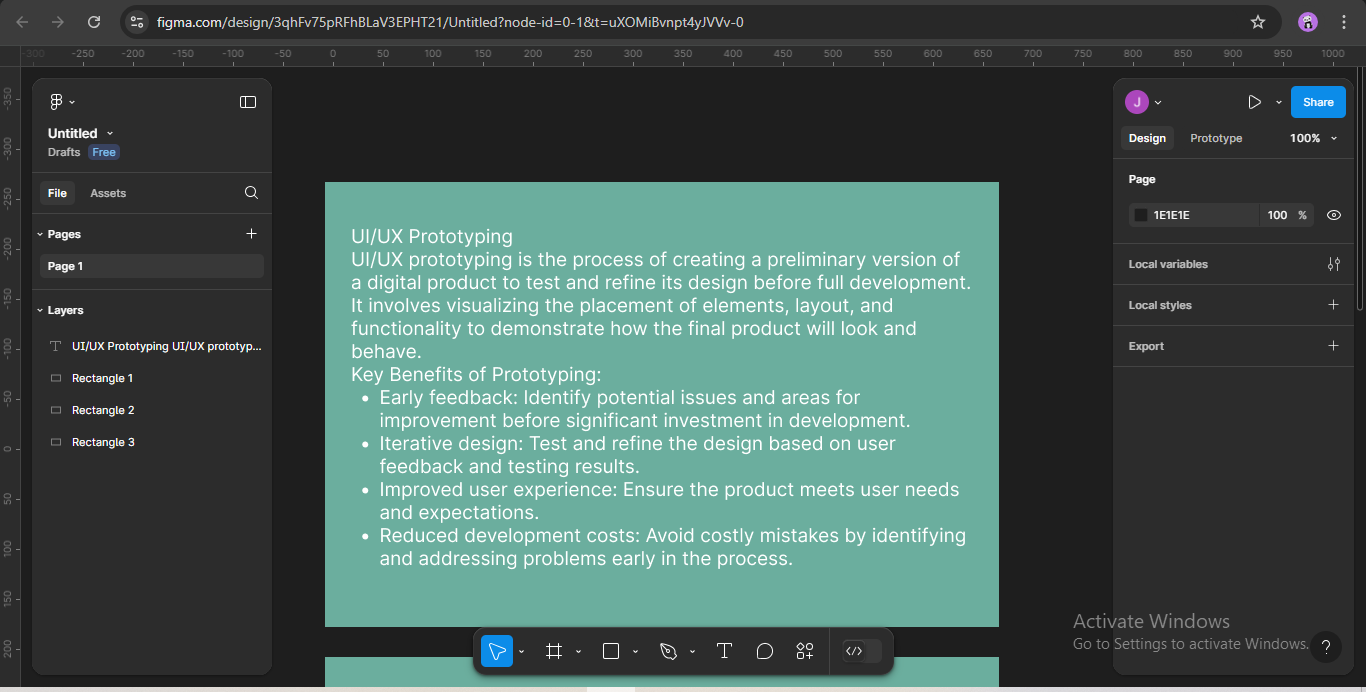 figma.com/design/3qhFv75pRFhBLaV3EPHT21/Untitled?node-id=0-1&t=uXOMiBvnpt4yJVVv-0
-300 -250 -200 -150 -100 -50 0 50 100 150 200 250 300 350 400 450 500 550 600 650 700 750 800 850 900 950 1000
-350
-300
-250
-200
-150
-100
-50
0
50
100
150
200
Untitled
Drafts Free
File Assets
Pages
Page 1
Layers
UI/UX Prototyping UI/UX prototyp...
Rectangle 1
Rectangle 2
Rectangle 3
UI/UX Prototyping
UI/UX prototyping is the process of creating a preliminary version of
a digital product to test and refine its design before full development.
It involves visualizing the placement of elements, layout, and
functionality to demonstrate how the final product will look and
behave.
Key Benefits of Prototyping:
• Early feedback: Identify potential issues and areas for
improvement before significant investment in development.
• Iterative design: Test and refine the design based on user
feedback and testing results.
• Improved user experience: Ensure the product meets user needs
and expectations.
• Reduced development costs: Avoid costly mistakes by identifying
and addressing problems early in the process.
J Share
Design Prototype 100%
Page
1E1E1E 100 %
Local variables
Local styles
Export
Activate Windows
Go to Settings to activate Windows.
?